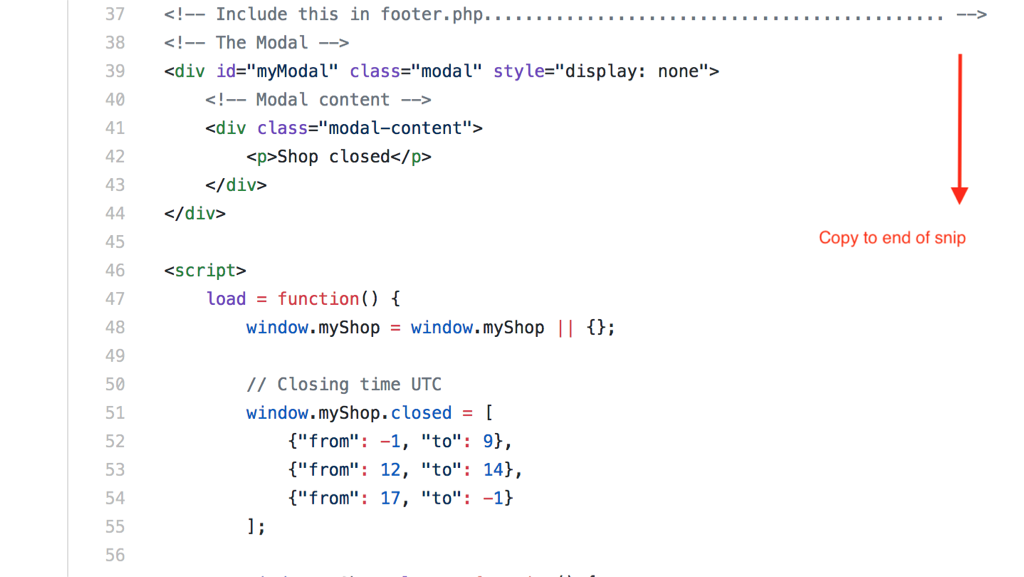 37 <!-- Include this in footer.php............................................. -->
38 <!-- The Modal -->
39 <div id="myModal" class="modal" style="display: none">
40 <!-- Modal content -->
41 <div class="modal-content">
42 <p>Shop closed</p>
43 </div>
44 </div>
45
Copy to end of snip
46 <script>
47 load = function() {
48 window.myShop = window.myShop || {};
49
50 // Closing time UTC
51 window.myShop.closed = [
52 {"from": -1, "to": 9},
53 {"from": 12, "to": 14},
54 {"from": 17, "to": -1}
55 ];
56